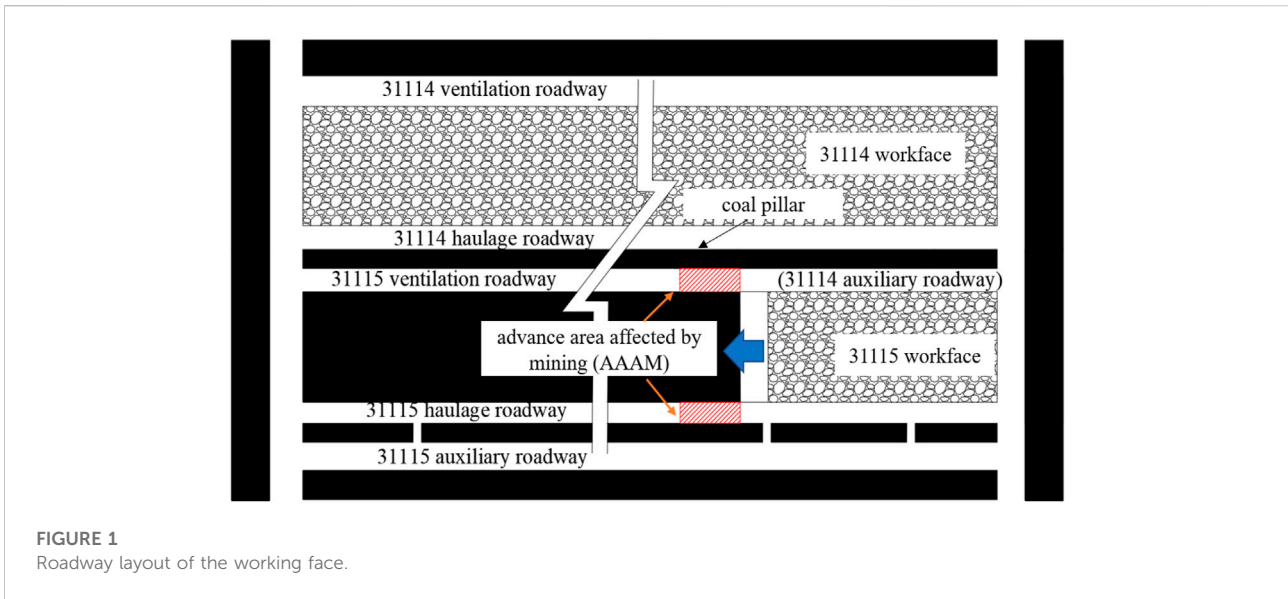 31114 ventilation roadway
31114 workface
coal pillar
31114 haulage roadway
31115 ventilation roadway
(31114 auxiliary roadway)
advance area affected by
mining (AAAM)
31115 workface
31115 haulage roadway
31115 auxiliary roadway
FIGURE 1
Roadway layout of the working face.